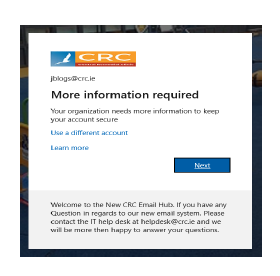 CRC
jblogs@crc.ie
More information required
Your organization needs more information to keep
your account secure
Use a different account
Learn more
Next
Welcome to the New CRC Email Hub. If you have any
Question in regards to our new email system. Please
contact the IT help desk at helpdesk@crc.ie and we
will be more then happy to answer your questions.